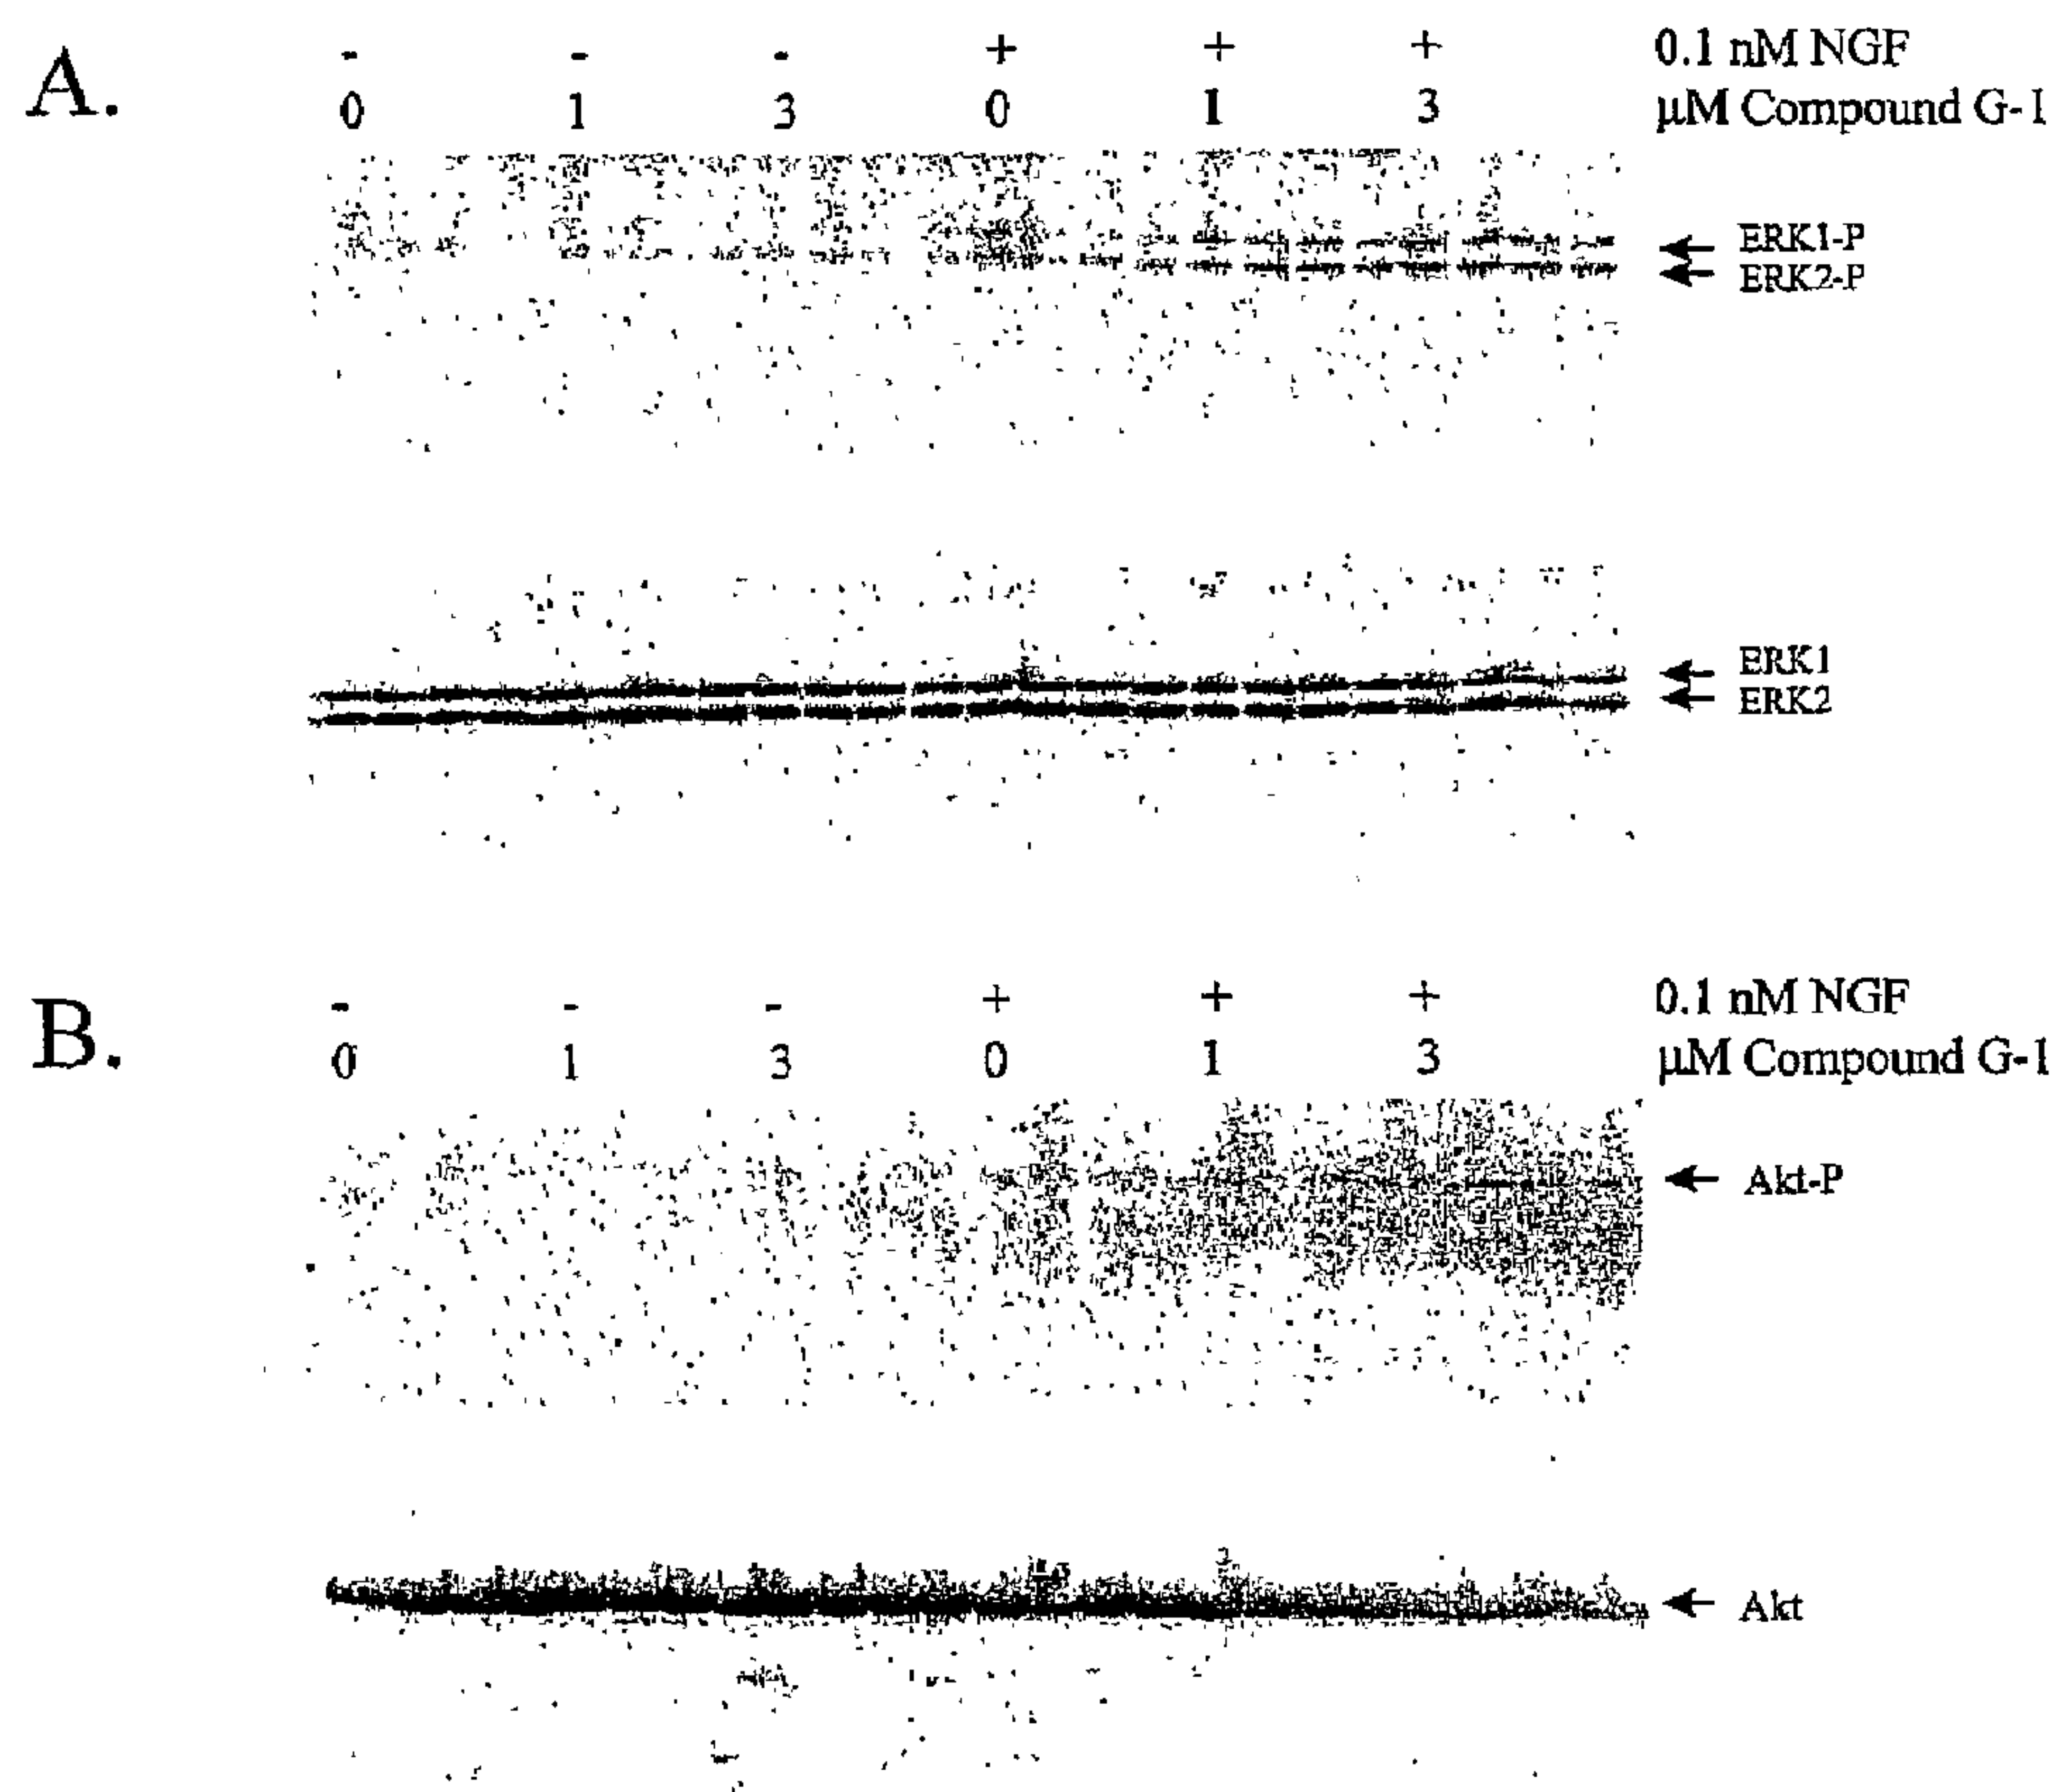 A.
- - - + + + 0.1 nM NGF
0 1 3 0 1 3 μM Compound G-1
ERK1-P
ERK2-P
ERK1
ERK2
B.
- - - + + + 0.1 nM NGF
0 1 3 0 1 3 μM Compound G-1
Akt-P
Akt